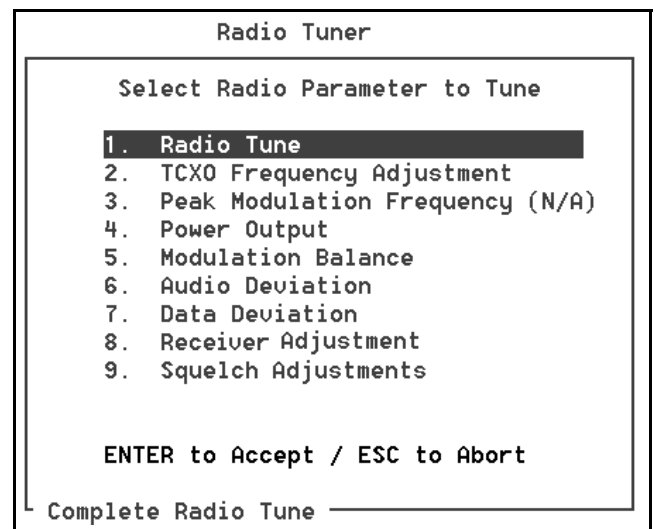 Radio Tuner
Select Radio Parameter to Tune
1. Radio Tune
2. TCXO Frequency Adjustment
3. Peak Modulation Frequency (N/A)
4. Power Output
5. Modulation Balance
6. Audio Deviation
7. Data Deviation
8. Receiver Adjustment
9. Squelch Adjustments
ENTER to Accept / ESC to Abort
Complete Radio Tune